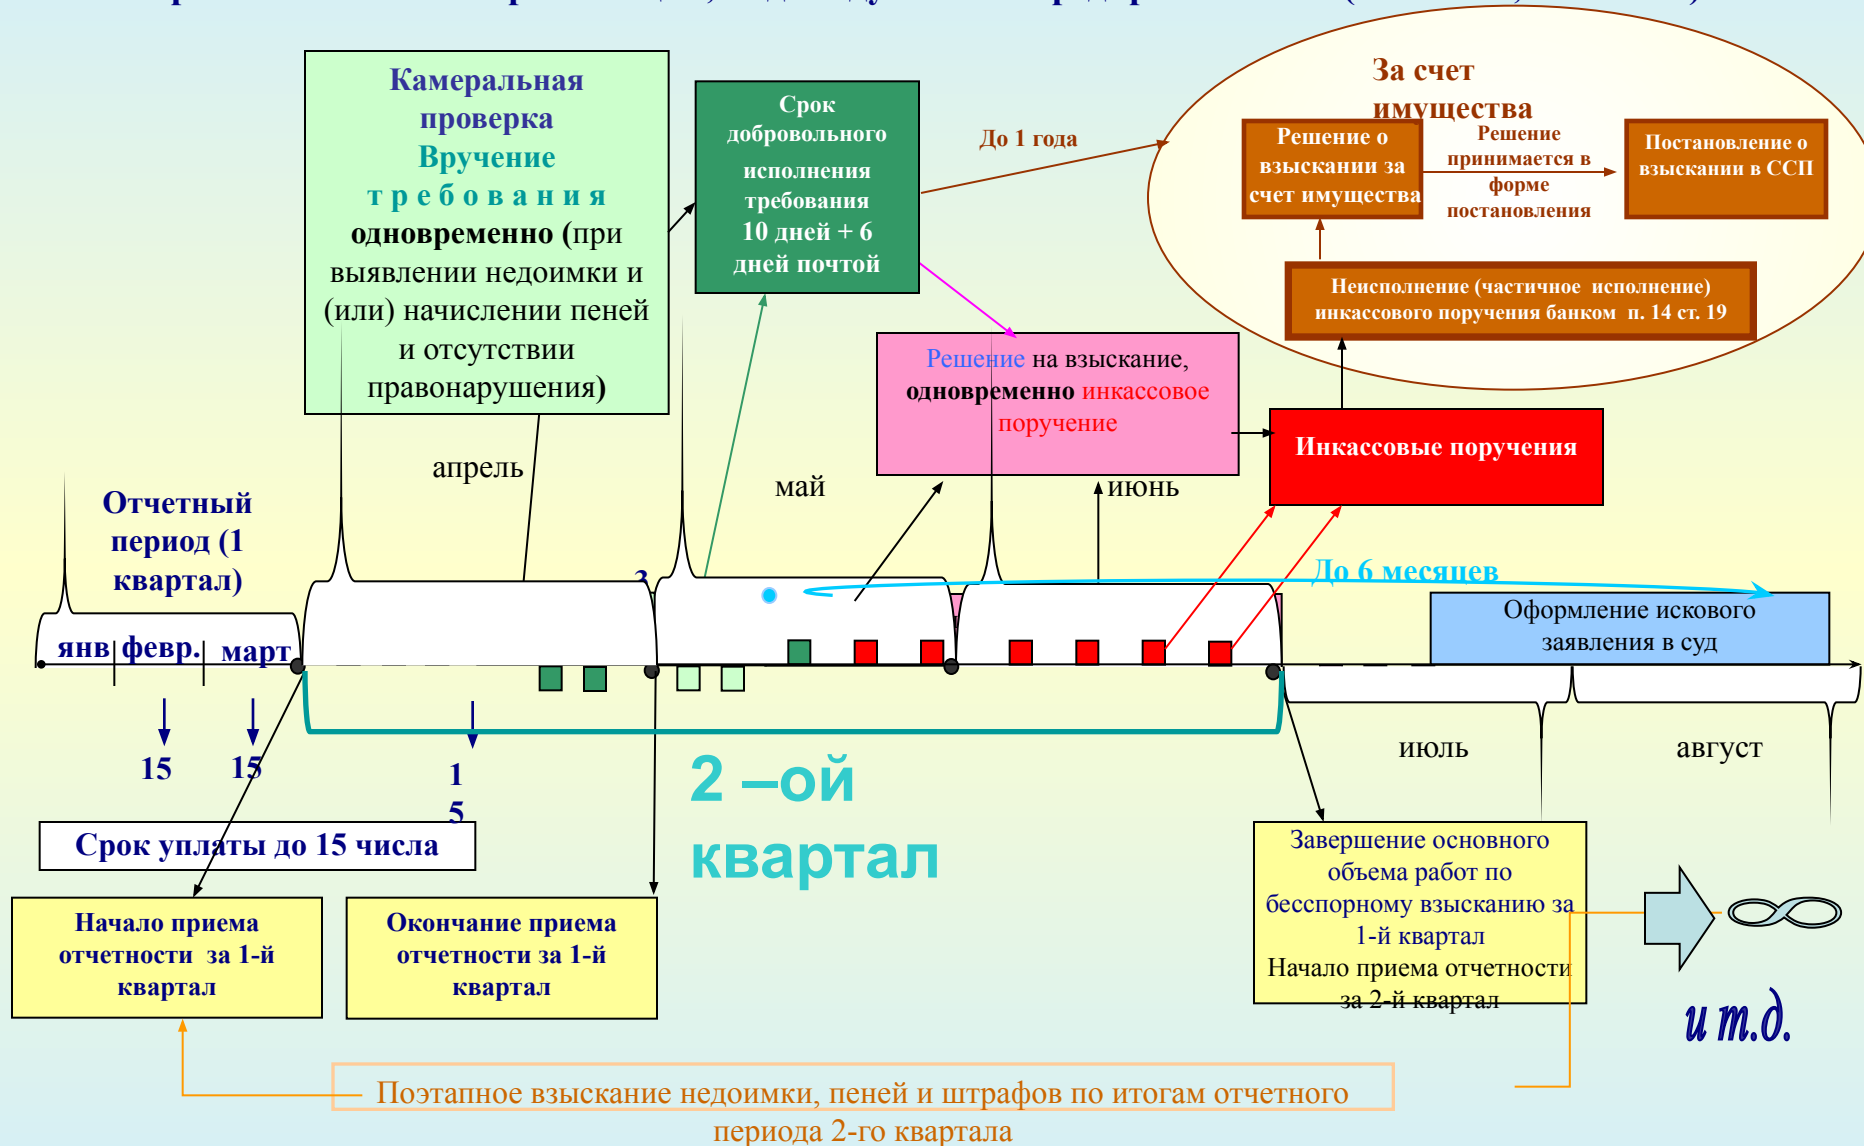 Камеральная
проверка
Вручение
т р е б о в а н и я
одновременно (при
выявлении недоимки и
(или) начислении пеней
и отсутствии
правонарушения)
Срок
добровольного
исполнения
требования
10 дней + 6
дней почтой
До 1 года
За счет
имущества
Решение о
взыскании за
счет имущества
Решение
принимается в
форме
постановления
Постановление о
взыскании в ССП
Неисполнение (частичное исполнение)
инкассового поручения банком п. 14 ст. 19
Решение на взыскание,
одновременно инкассовое
поручение
Инкассовые поручения
апрель
май
июнь
Отчетный
период (1
квартал)
До 6 месяцев
Оформление искового
заявления в суд
янв
февр.
март
15
15
1
5
июль
август
2 –ой
квартал
Срок уплаты до 15 числа
Начало приема
отчетности за 1-й
квартал
Окончание приема
отчетности за 1-й
квартал
Завершение основного
объема работ по
бесспорному взысканию за
1-й квартал
Начало приема отчетности
за 2-й квартал
и т.д.
Поэтапное взыскание недоимки, пеней и штрафов по итогам отчетного
периода 2-го квартала